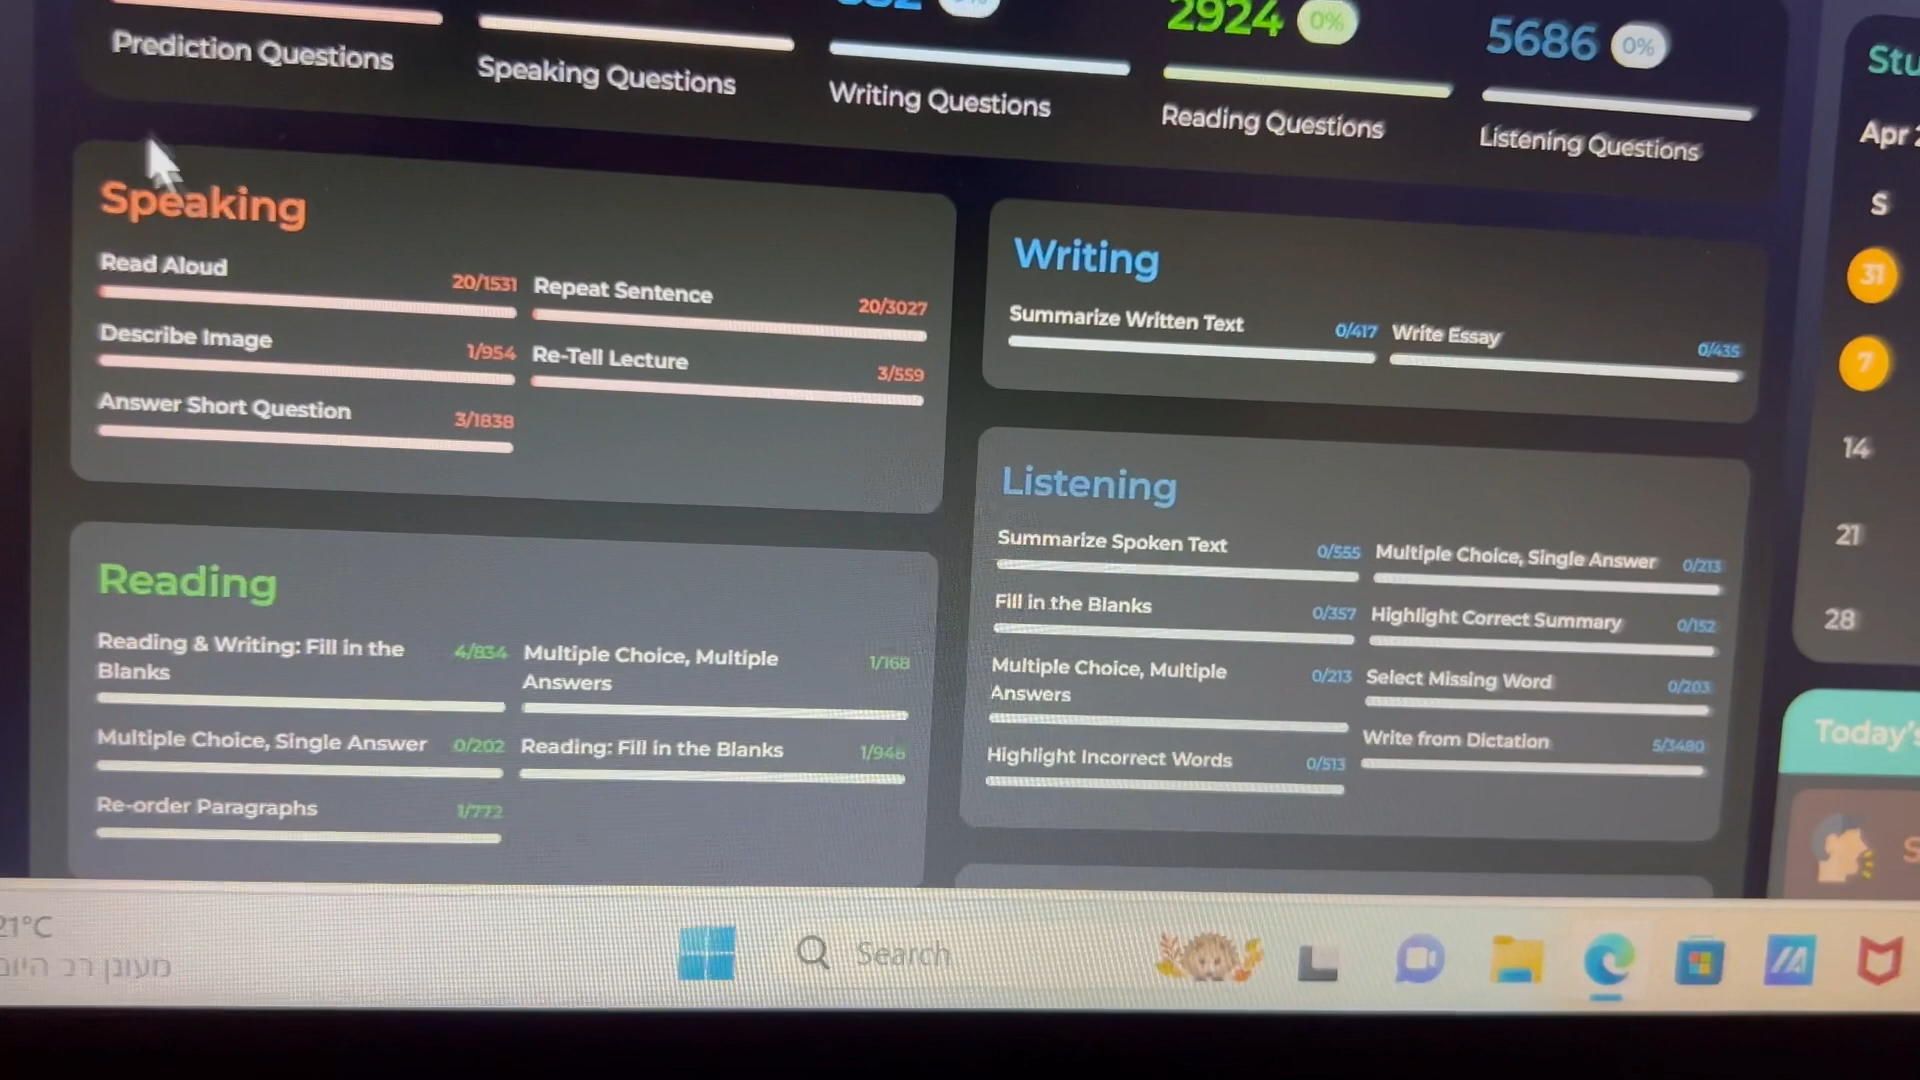 2924 0%
5686 0%
Prediction Questions
Speaking Questions
Writing Questions
Reading Questions
Listening Questions
Speaking
Read Aloud 20/1531
Repeat Sentence 20/3027
Describe Image 1/954
Re-Tell Lecture 3/559
Answer Short Question 3/1838
Writing
Summarize Written Text 0/417
Write Essay 0/435
Listening
Summarize Spoken Text 0/555
Multiple Choice, Single Answer 0/213
Fill in the Blanks 0/357
Highlight Correct Summary 0/152
Multiple Choice, Multiple
Answers 0/213
Select Missing Word 0/203
Highlight Incorrect Words 0/513
Write from Dictation 5/3480
Reading
Reading & Writing: Fill in the
Blanks 4/834
Multiple Choice, Multiple
Answers 1/168
Multiple Choice, Single Answer 0/202
Reading: Fill in the Blanks 1/948
Re-order Paragraphs 1/772
Apr
S
31
7
14
21
28
Today's
21°C
מעונן רב היום
Search